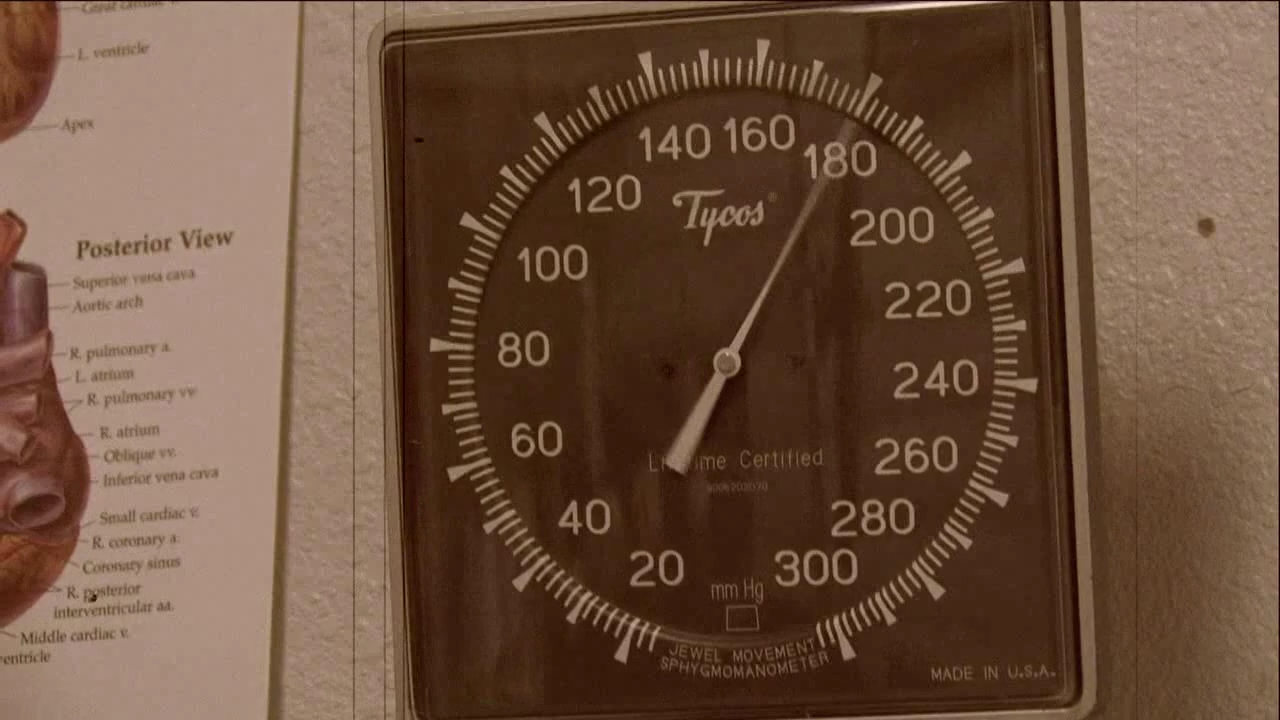 L. ventricle
Apex
Posterior View
Superior vena cava
Aortic arch
R. pulmonary a.
L. atrium
R. pulmonary vv
R. atrium
Oblique vv.
Inferior vena cava
Small cardiac v.
R. coronary a.
Coronary sinus
R. posterior
interventricular aa.
Middle cardiac v.
ventricle
140 160
180
120
Tycos®
200
100
220
80
240
60
Certified
260
40
280
20
300
mm Hg
JEWEL MOVEMENT
SPHYGMOMANOMETER
MADE IN U.S.A.